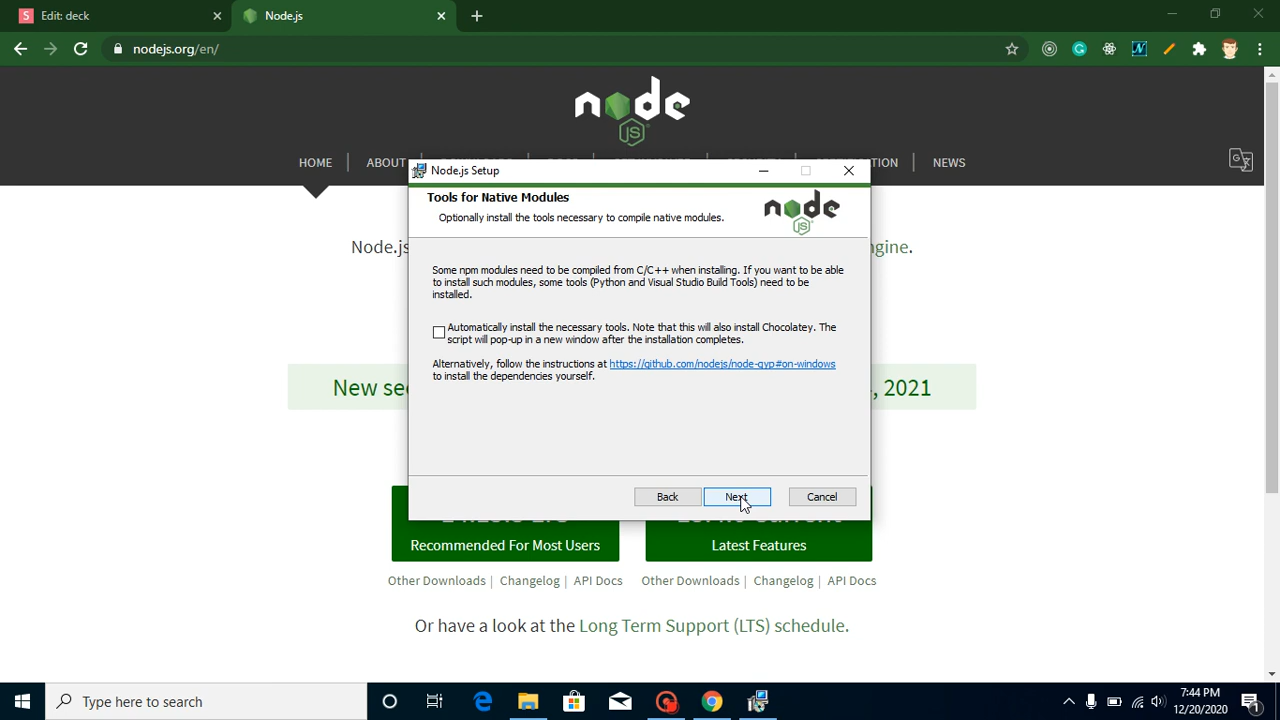 Edit: deck
Node.js
nodejs.org/en/
node
JS
HOME
ABOUT
NEWS
Node.js Setup
Tools for Native Modules
Optionally install the tools necessary to compile native modules.
node
JS
Node.js
engine.
Some npm modules need to be compiled from C/C++ when installing. If you want to be able
to install such modules, some tools (Python and Visual Studio Build Tools) need to be
installed.
Automatically install the necessary tools. Note that this will also install Chocolatey. The
script will pop-up in a new window after the installation completes.
Alternatively, follow the instructions at https://github.com/nodejs/node-gyp#on-windows
to install the dependencies yourself.
New sec
, 2021
Back
Next
Cancel
Recommended For Most Users
Latest Features
Other Downloads | Changelog | API Docs
Other Downloads | Changelog | API Docs
Or have a look at the Long Term Support (LTS) schedule.
Type here to search
7:44 PM
12/20/2020
1